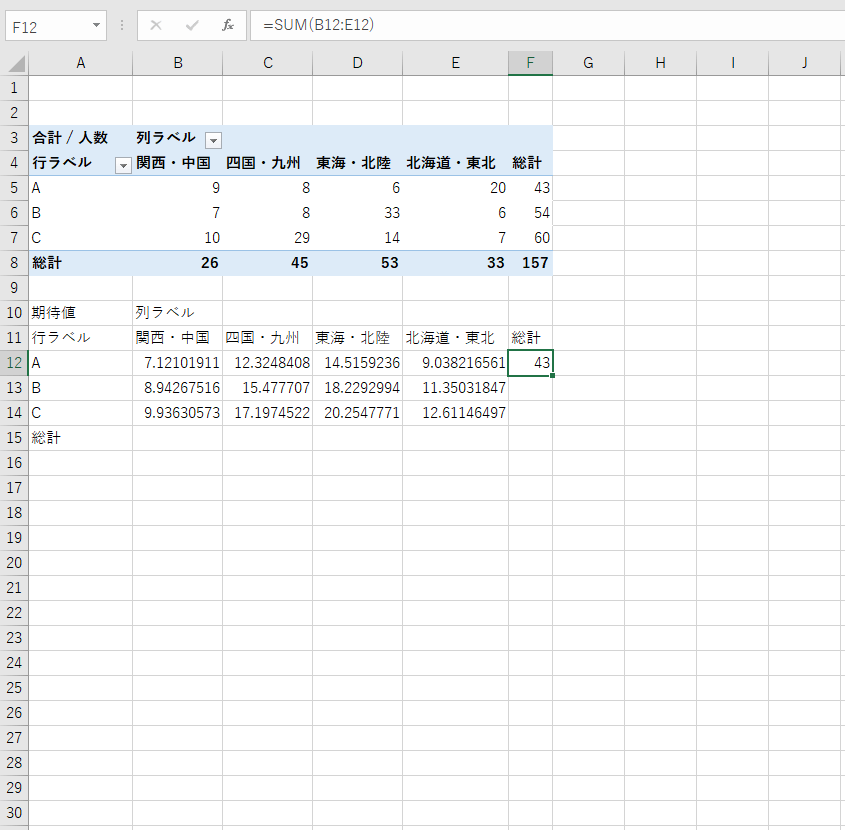 F12 fx =SUM(B12:E12)
A B C D E F G H I J
1
2
3 合計 / 人数 列ラベル
4 行ラベル 関西・中国 四国・九州 東海・北陸 北海道・東北 総計
5 A 9 8 6 20 43
6 B 7 8 33 6 54
7 C 10 29 14 7 60
8 総計 26 45 53 33 157
9
10 期待値 列ラベル
11 行ラベル 関西・中国 四国・九州 東海・北陸 北海道・東北 総計
12 A 7.12101911 12.3248408 14.5159236 9.038216561 43
13 B 8.94267516 15.477707 18.2292994 11.35031847
14 C 9.93630573 17.1974522 20.2547771 12.61146497
15 総計
16
17
18
19
20
21
22
23
24
25
26
27
28
29
30